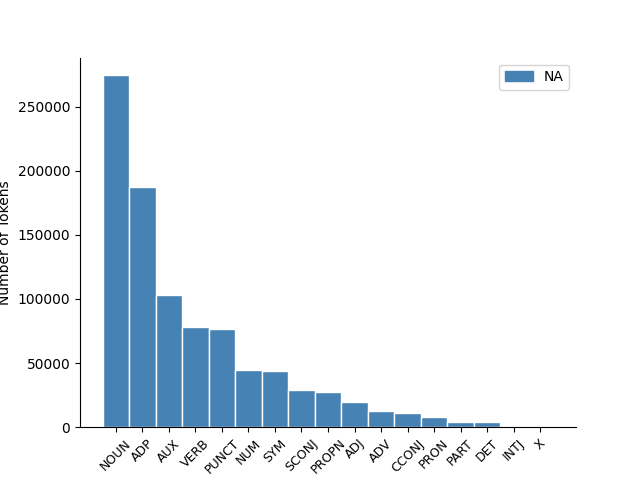 NA
250000
200000
150000
100000
50000
0
Number of Tokens
NOUN
ADP
AUX
VERB
PUNCT
NUM
SYM
SCONJ
PROPN
ADJ
ADV
CCONJ
PRON
PART
DET
INTJ
X